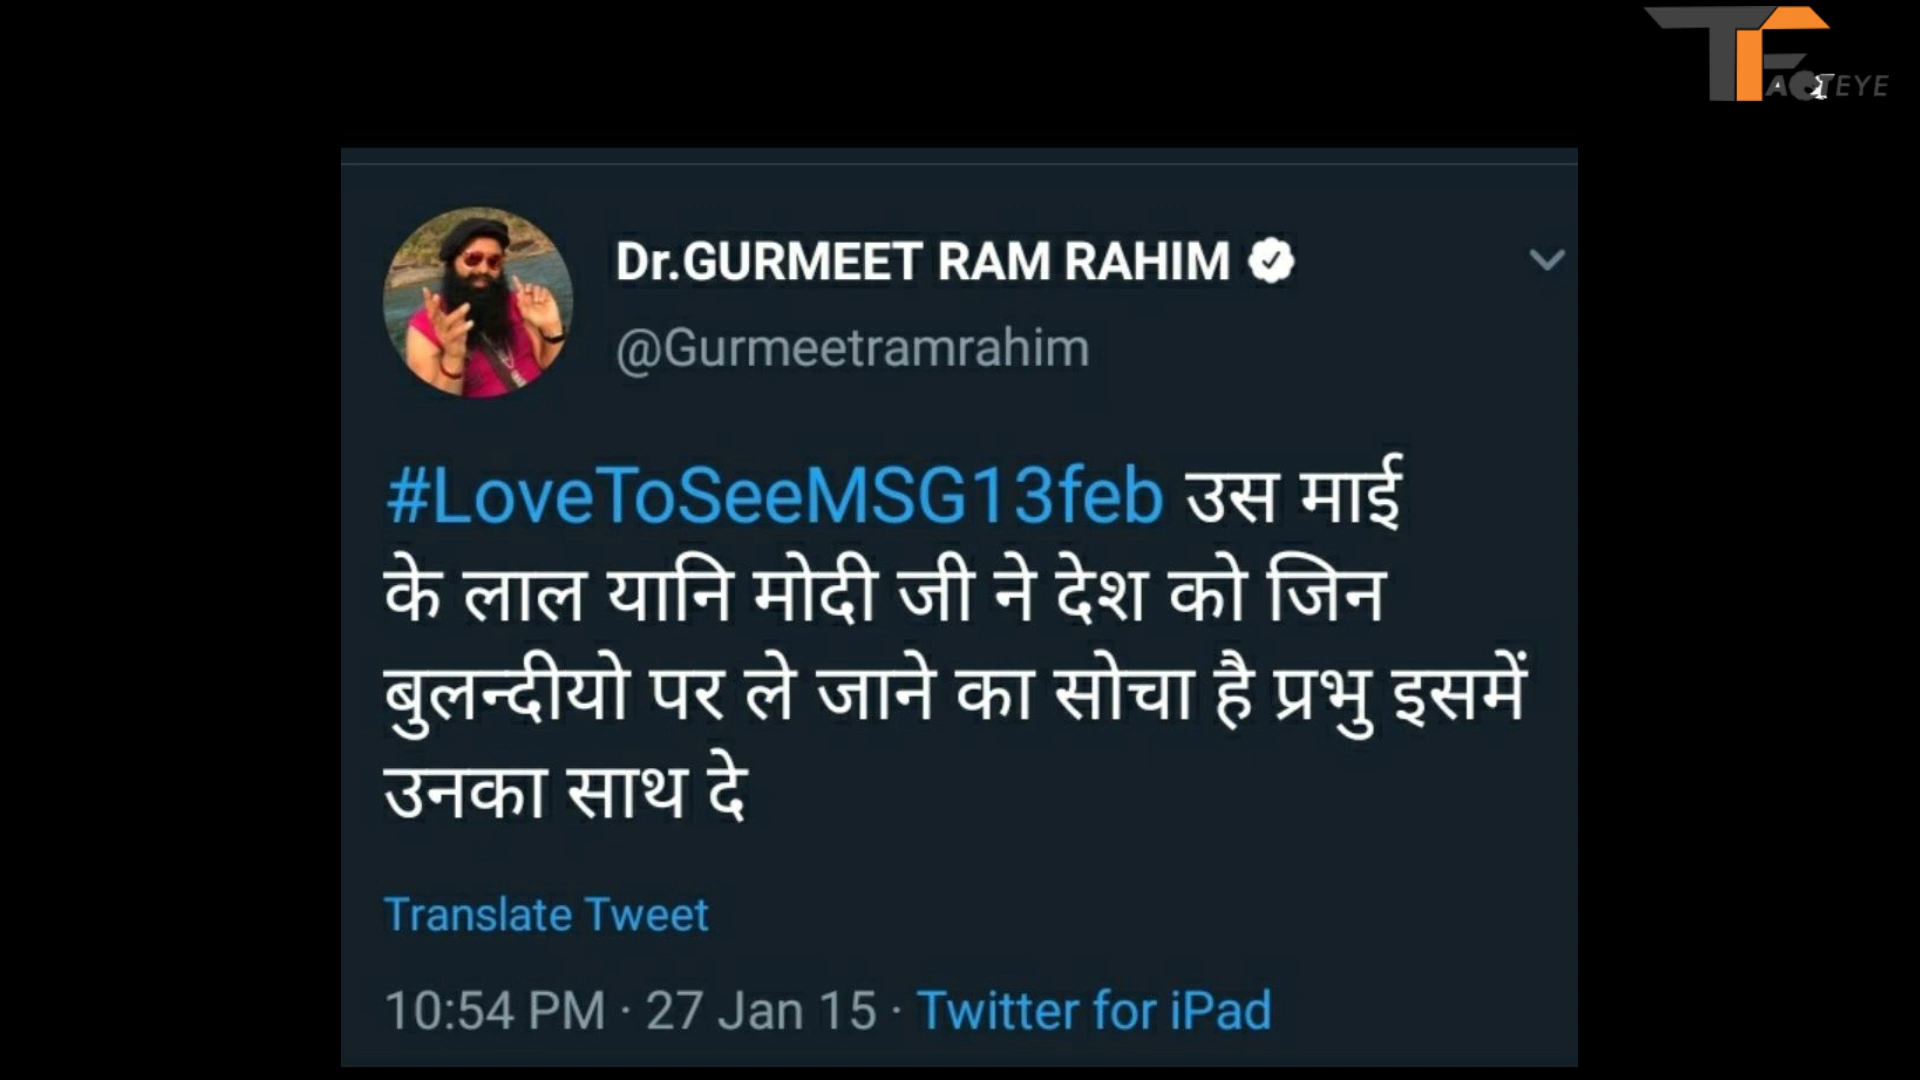 TFACTEYE
Dr.GURMEET RAM RAHIM
@Gurmeetramrahim
#LoveToSeeMSG13feb उस माई
के लाल यानि मोदी जी ने देश को जिन
बुलन्दीयो पर ले जाने का सोचा है प्रभु इसमें
उनका साथ दे
Translate Tweet
10:54 PM · 27 Jan 15 · Twitter for iPad